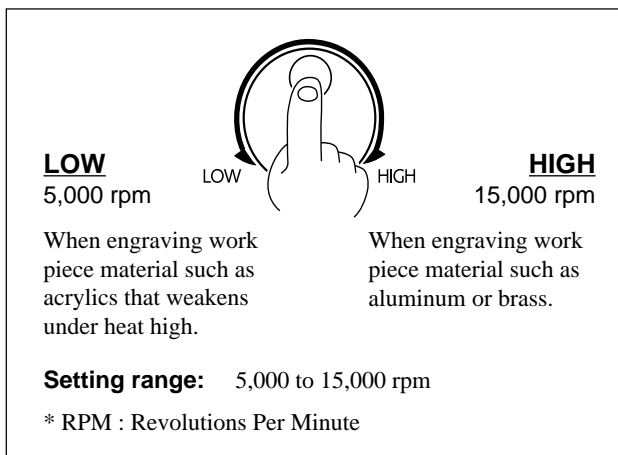 LOW
5,000 rpm
LOW
HIGH
HIGH
15,000 rpm
When engraving work
piece material such as
acrylics that weakens
under heat high.
When engraving work
piece material such as
aluminum or brass.
Setting range: 5,000 to 15,000 rpm
* RPM : Revolutions Per Minute